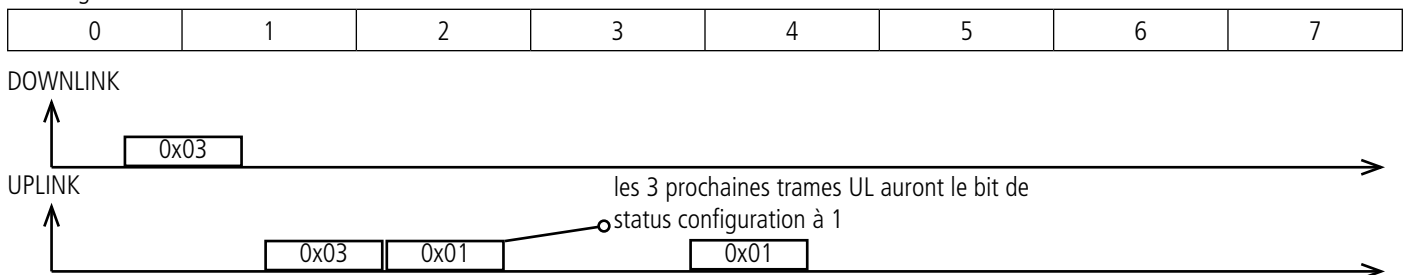 0 1 2 3 4 5 6 7
DOWNLINK
0x03
UPLINK
les 3 prochaines trames UL auront le bit de
status configuration à 1
0x03 0x01 0x01